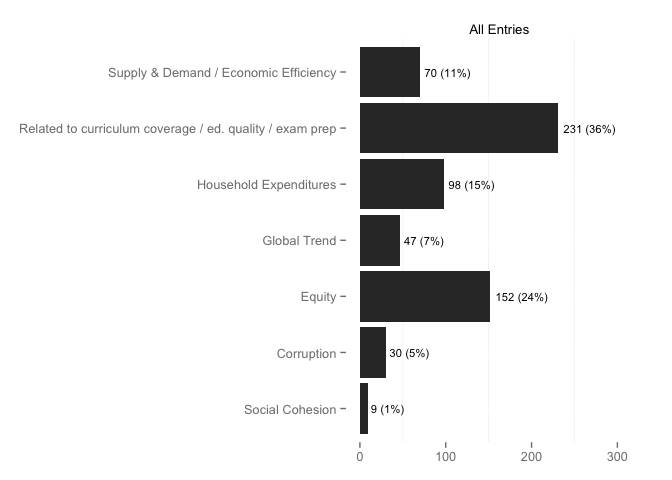 All Entries
Supply & Demand / Economic Efficiency 70 (11%)
Related to curriculum coverage / ed. quality / exam prep 231 (36%)
Household Expenditures 98 (15%)
Global Trend 47 (7%)
Equity 152 (24%)
Corruption 30 (5%)
Social Cohesion 9 (1%)
0 100 200 300